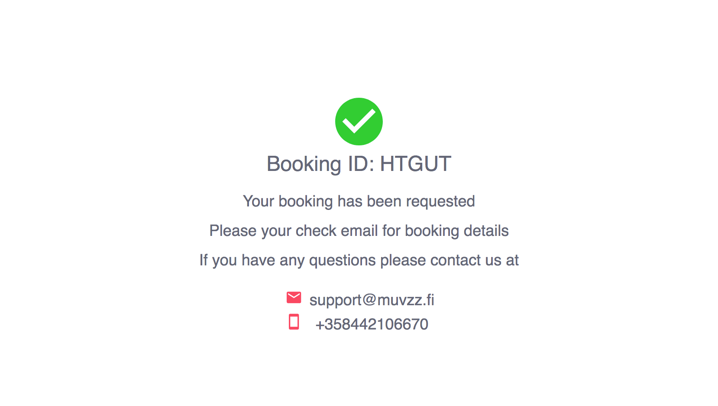 Booking ID: HTGUT
Your booking has been requested
Please your check email for booking details
If you have any questions please contact us at
support@muvzz.fi
+358442106670